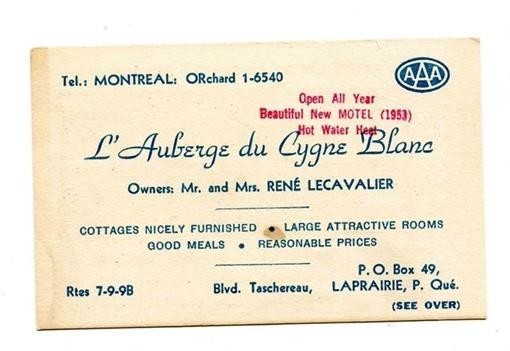 Tel.: MONTREAL: ORchard 1-6540
AAA
Open All Year
Beautiful New MOTEL (1953)
Hot Water Heat
L'Auberge du Cygne Blanc
Owners: Mr. and Mrs. RENÉ LECAVALIER
COTTAGES NICELY FURNISHED • LARGE ATTRACTIVE ROOMS
GOOD MEALS • REASONABLE PRICES
P. O. Box 49,
Rtes 7-9-9B Blvd. Taschereau, LAPRAIRIE, P. Qué.
(SEE OVER)